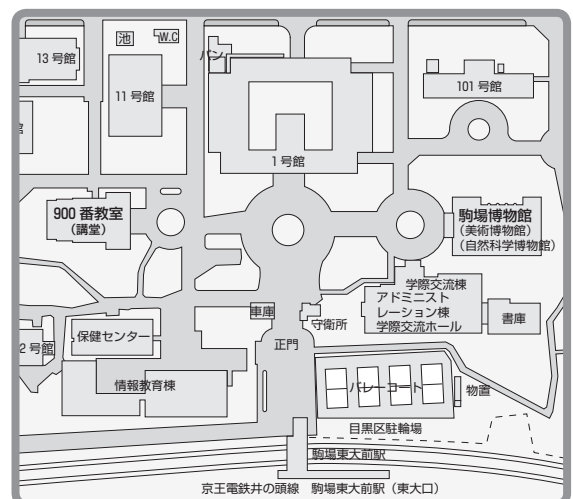 13 号館
池
W.C
バン
11 号館
101 号館
1 号館
館
900 番教室
（講堂）
駒場博物館
（美術博物館）
（自然科学博物館）
学際交流棟
アドミニスト
レーション棟
学際交流ホール
書庫
車庫
守衛所
正門
保健センター
2 号館
情報教育棟
バレーコート
物置
目黒区駐輪場
駒場東大前駅
京王電鉄井の頭線　駒場東大前駅（東大口）